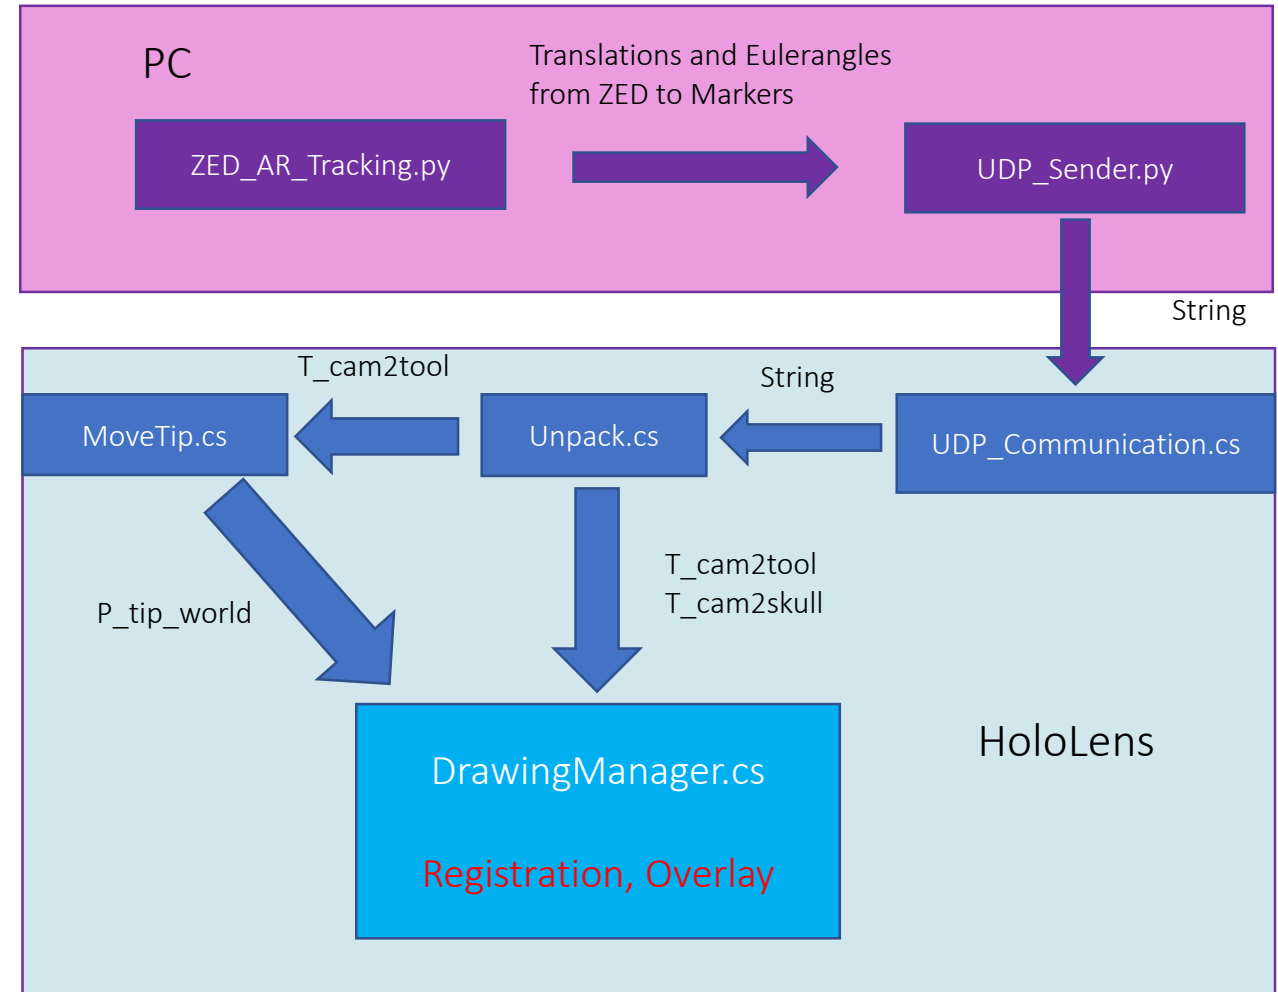 PC
Translations and Eulerangles
from ZED to Markers
ZED_AR_Tracking.py
UDP_Sender.py
String
T_cam2tool
String
MoveTip.cs
Unpack.cs
UDP_Communication.cs
T_cam2tool
T_cam2skull
P_tip_world
HoloLens
DrawingManager.cs
Registration, Overlay